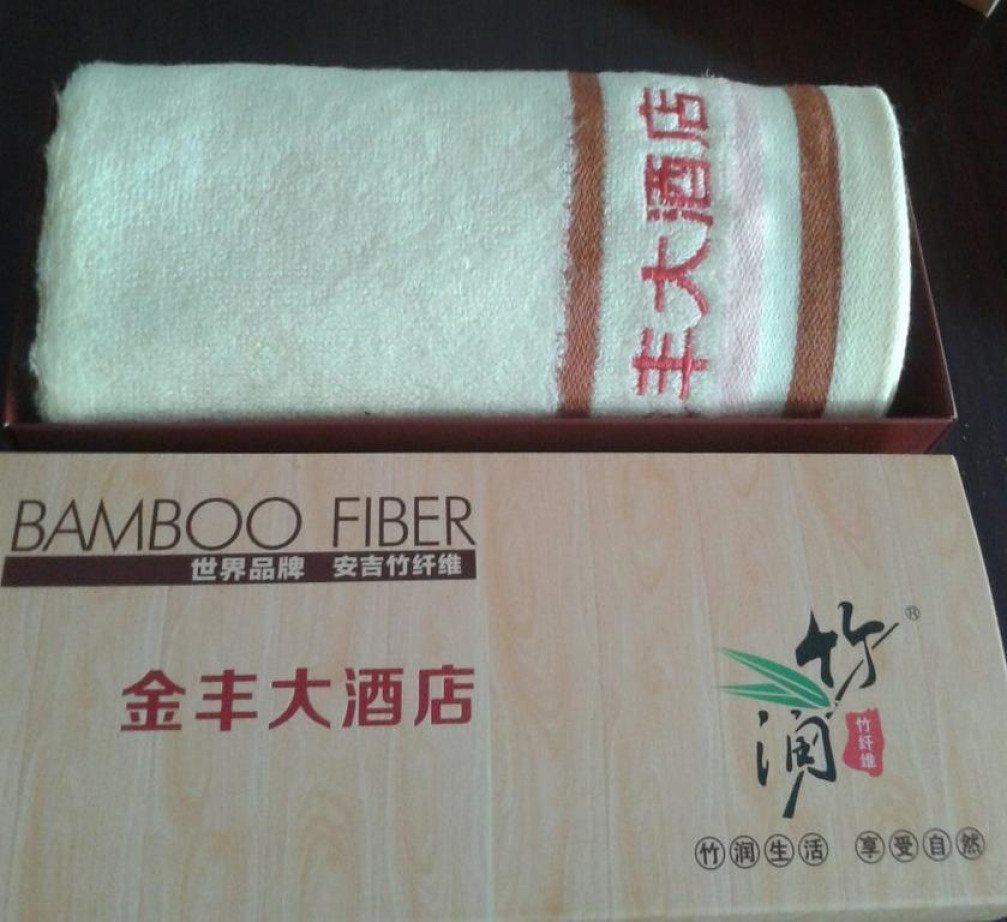 丰大酒店
BAMBOO FIBER
世界品牌 安吉竹纤维
金丰大酒店
竹润
®
竹纤维
竹润生活 享受自然